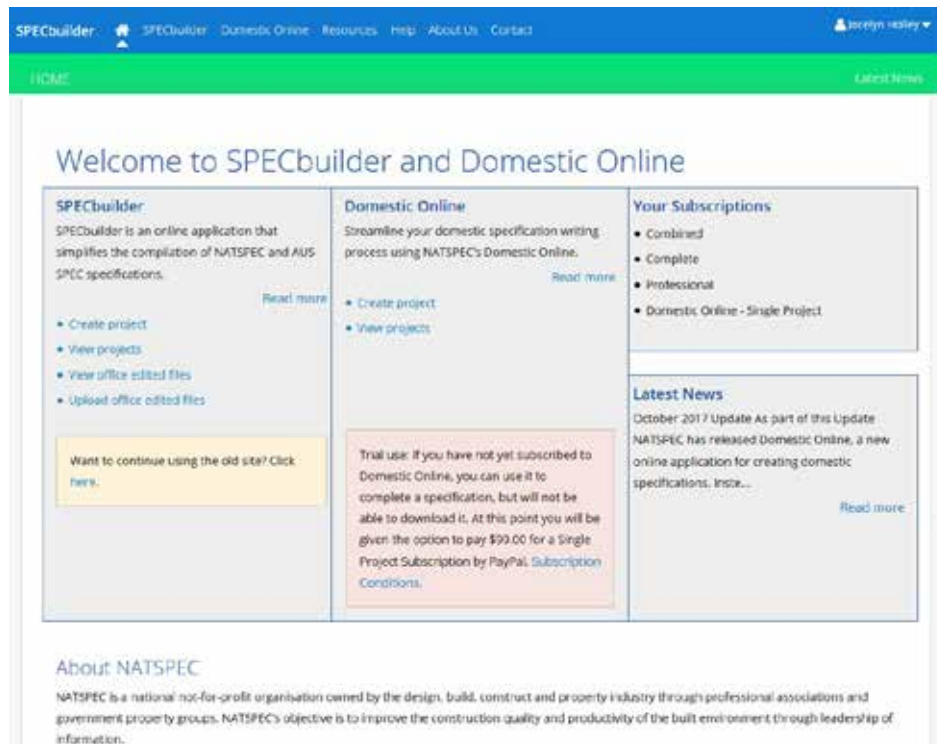 SPECbuilder SPECbuilder Domestic Online Resources Help About Us Contact Jocelyn
HOME Latest News
Welcome to SPECbuilder and Domestic Online
SPECbuilder
SPECbuilder is an online application that
simplifies the compilation of NATSPEC and AUS
SPEC specifications.
Read more
• Create project
• View projects
• View office edited files
• Upload office edited files
Want to continue using the old site? Click
here.
Domestic Online
Streamline your domestic specification writing
process using NATSPEC's Domestic Online.
Read more
• Create project
• View projects
Trial use: If you have not yet subscribed to
Domestic Online, you can use it to
complete a specification, but will not be
able to download it. At this point you will be
given the option to pay $99.00 for a Single
Project Subscription by PayPal. Subscription
Conditions.
Your Subscriptions
• Combined
• Complete
• Professional
• Domestic Online - Single Project
Latest News
October 2017 Update As part of this Update
NATSPEC has released Domestic Online, a new
online application for creating domestic
specifications. Inste...
Read more
About NATSPEC
NATSPEC is a national not-for-profit organisation owned by the design, build, construct and property industry through professional associations and
government property groups. NATSPEC's objective is to improve the construction quality and productivity of the built environment through leadership of
information.